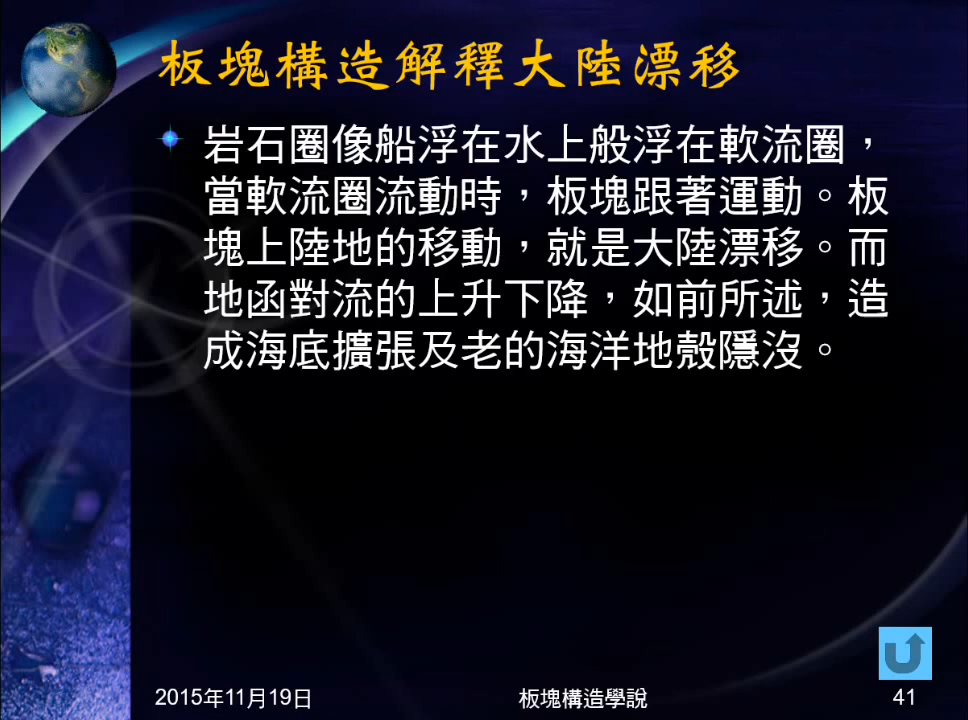 板塊構造解釋大陸漂移
岩石圈像船浮在水上般浮在軟流圈，
當軟流圈流動時，板塊跟著運動。板
塊上陸地的移動，就是大陸漂移。而
地函對流的上升下降，如前所述，造
成海底擴張及老的海洋地殼隱沒。
2015年11月19日
板塊構造學說
41